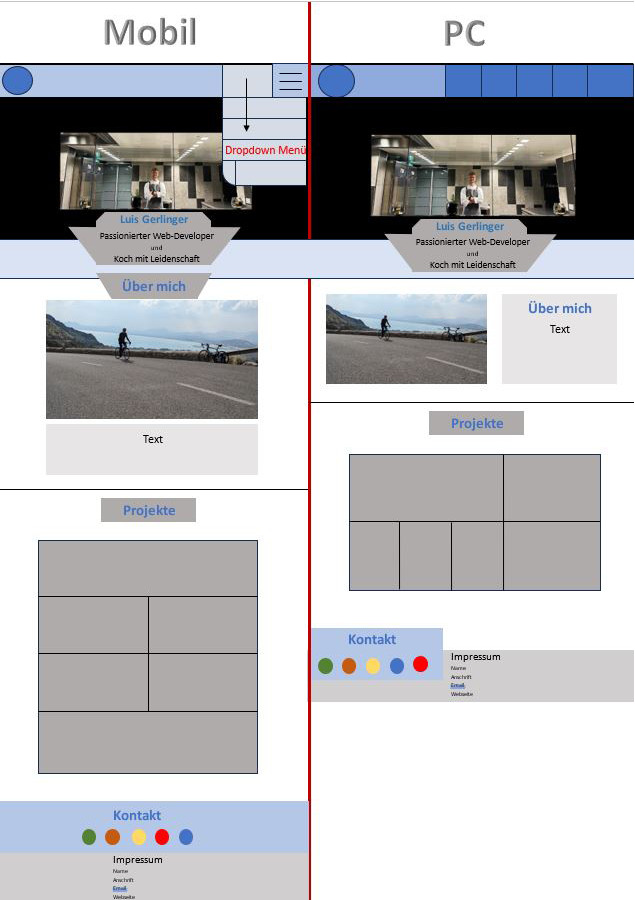 Mobil
Dropdown Menü
Luis Gerlinger
Passionierter Web-Developer
und
Koch mit Leidenschaft
Über mich
Text
Projekte
Kontakt
Impressum
Name
Anschrift
Email
Webseite
PC
Luis Gerlinger
Passionierter Web-Developer
und
Koch mit Leidenschaft
Über mich
Text
Projekte
Kontakt
Impressum
Name
Anschrift
Email
Webseite